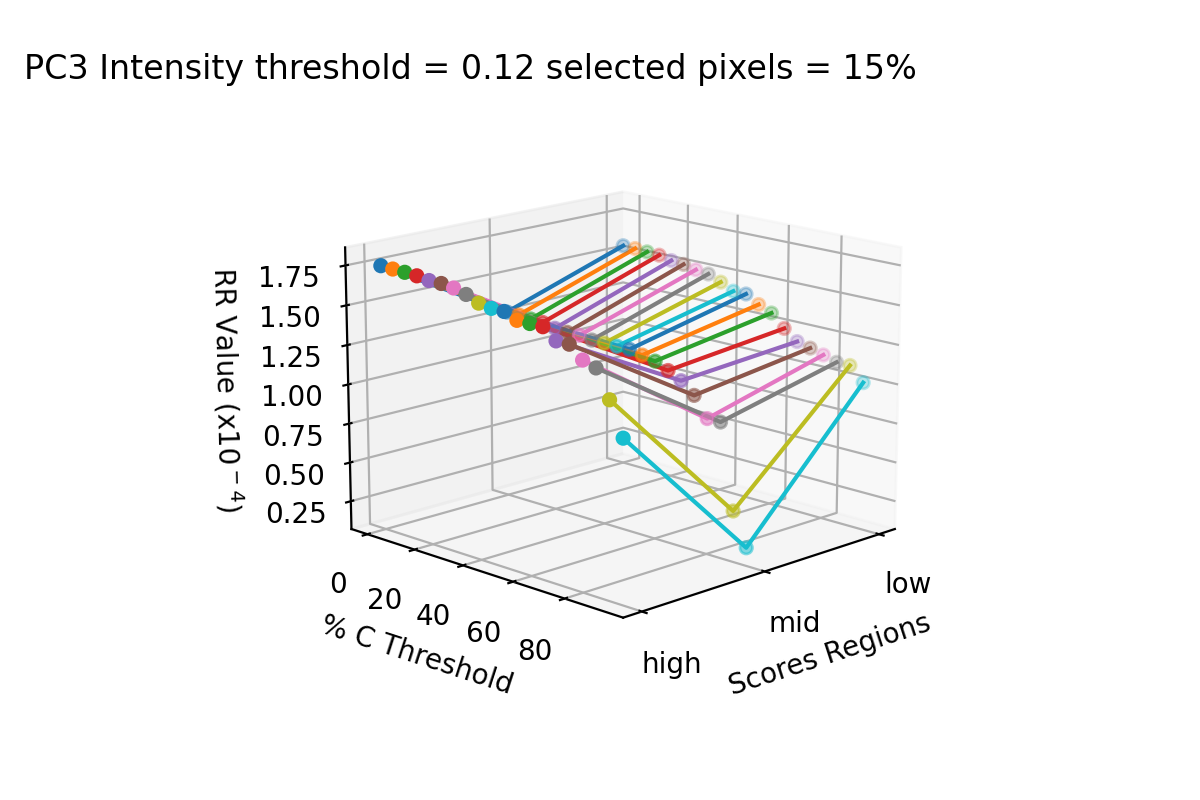 PC3 Intensity threshold = 0.12 selected pixels = 15%
RR Value (x10⁻⁴)
1.75
1.50
1.25
1.00
0.75
0.50
0.25
0
20
40
60
80
% C Threshold
high
mid
low
Scores Regions